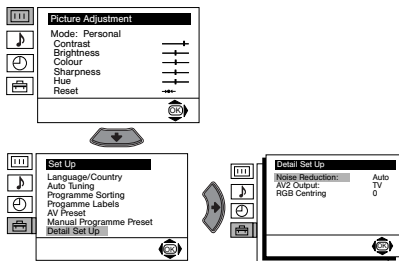 Picture Adjustment
Mode: Personal
Contrast
Brightness
Colour
Sharpness
Hue
Reset
OK
Set Up
Language/Country
Auto Tuning
Programme Sorting
Progamme Labels
AV Preset
Manual Programme Preset
Detail Set Up
OK
Detail Set Up
Noise Reduction: Auto
AV2 Output: TV
RGB Centring 0
OK